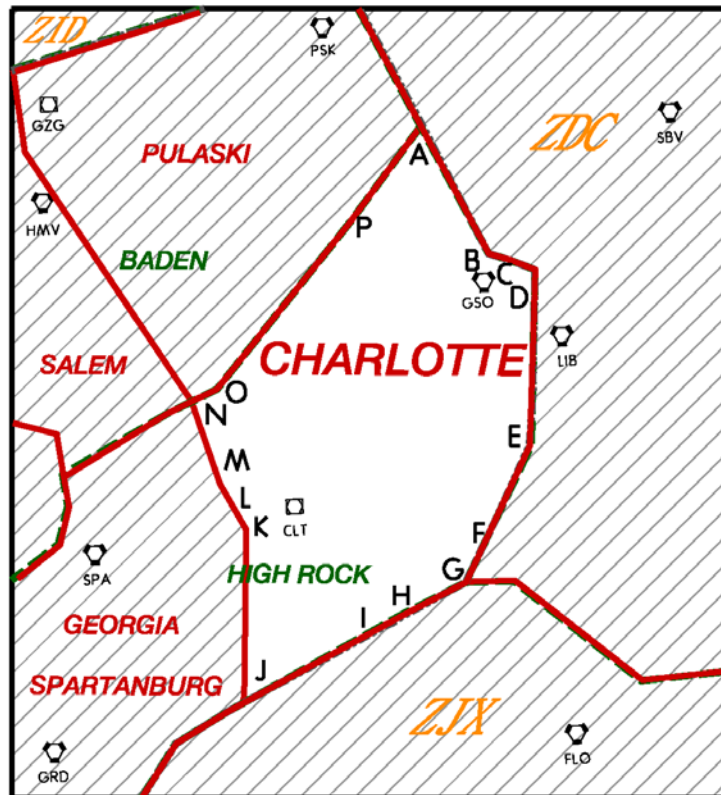 ZID
PSK
GZG
ZDC
SBV
PULASKI
A
HMV
P
BADEN
B
C
GSO
D
LIB
SALEM
CHARLOTTE
O
N
E
M
L
K
CLT
F
SPA
HIGH ROCK
G
H
GEORGIA
I
J
SPARTANBURG
ZJX
GRD
FLO